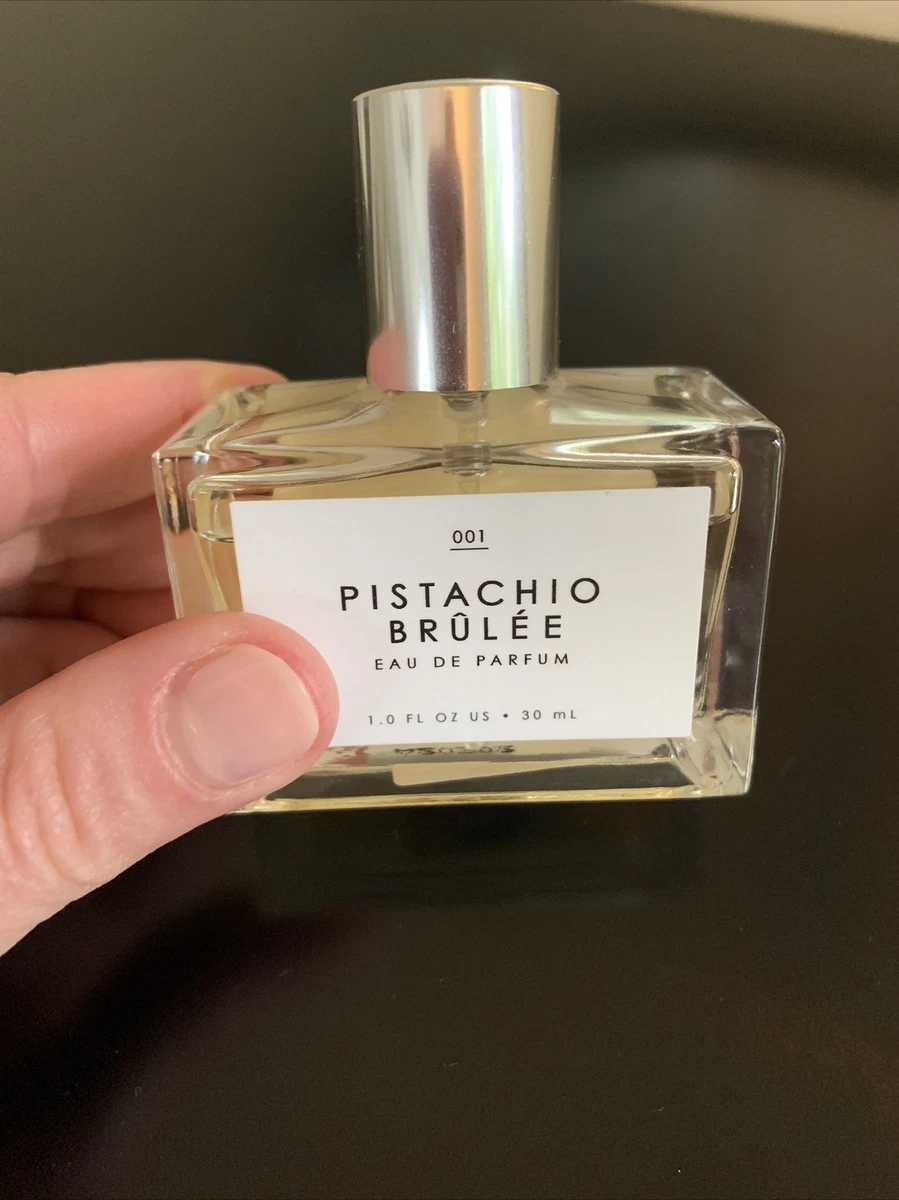 001
PISTACHIO
BRÛLÉE
EAU DE PARFUM
1.0 FL OZ US • 30 mL